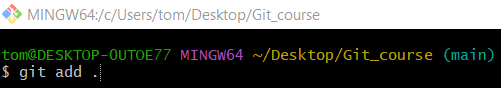 MINGW64:/c/Users/tom/Desktop/Git_course
tom@DESKTOP-OUTOE77 MINGW64 ~/Desktop/Git_course (main)
$ git add .